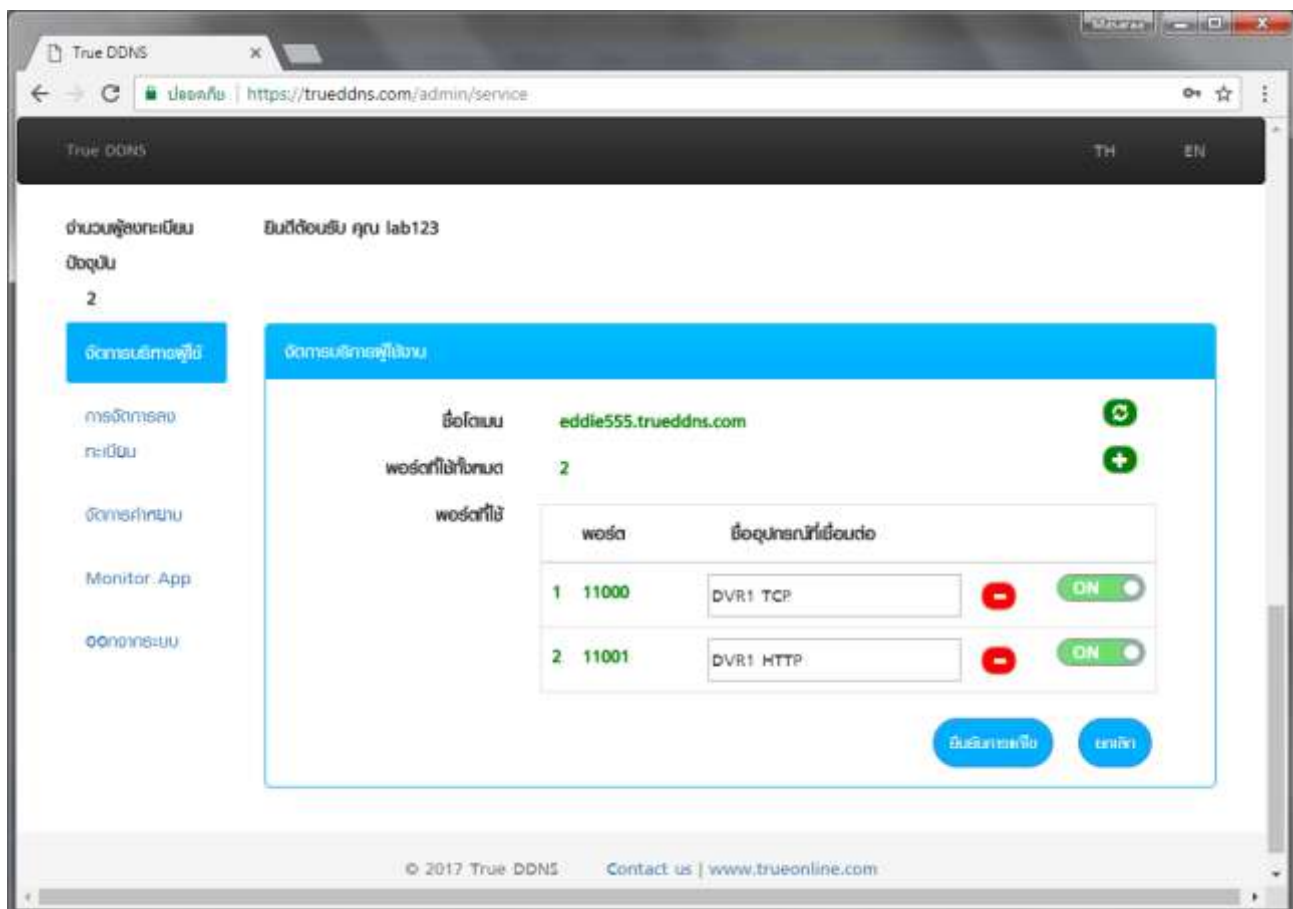 True DDNS
ปลอดภัย | https://trueddns.com/admin/service
True DDNS TH EN
จำนวนผู้ลงทะเบียน
ปัจจุบัน
2
ยินดีต้อนรับ คุณ lab123
จัดการบริการผู้ใช้
การจัดการลง
ทะเบียน
จัดการคำหยาบ
Monitor App
ออกจากระบบ
จัดการบริการผู้ใช้งาน
ชื่อโดเมน eddie555.trueddns.com
พอร์ตที่ใช้ทั้งหมด 2
พอร์ตที่ใช้
พอร์ต ชื่ออุปกรณ์ที่เชื่อมต่อ
1 11000 DVR1 TCP ON
2 11001 DVR1 HTTP ON
ยืนยันการแก้ไข ยกเลิก
© 2017 True DDNS Contact us | www.trueonline.com